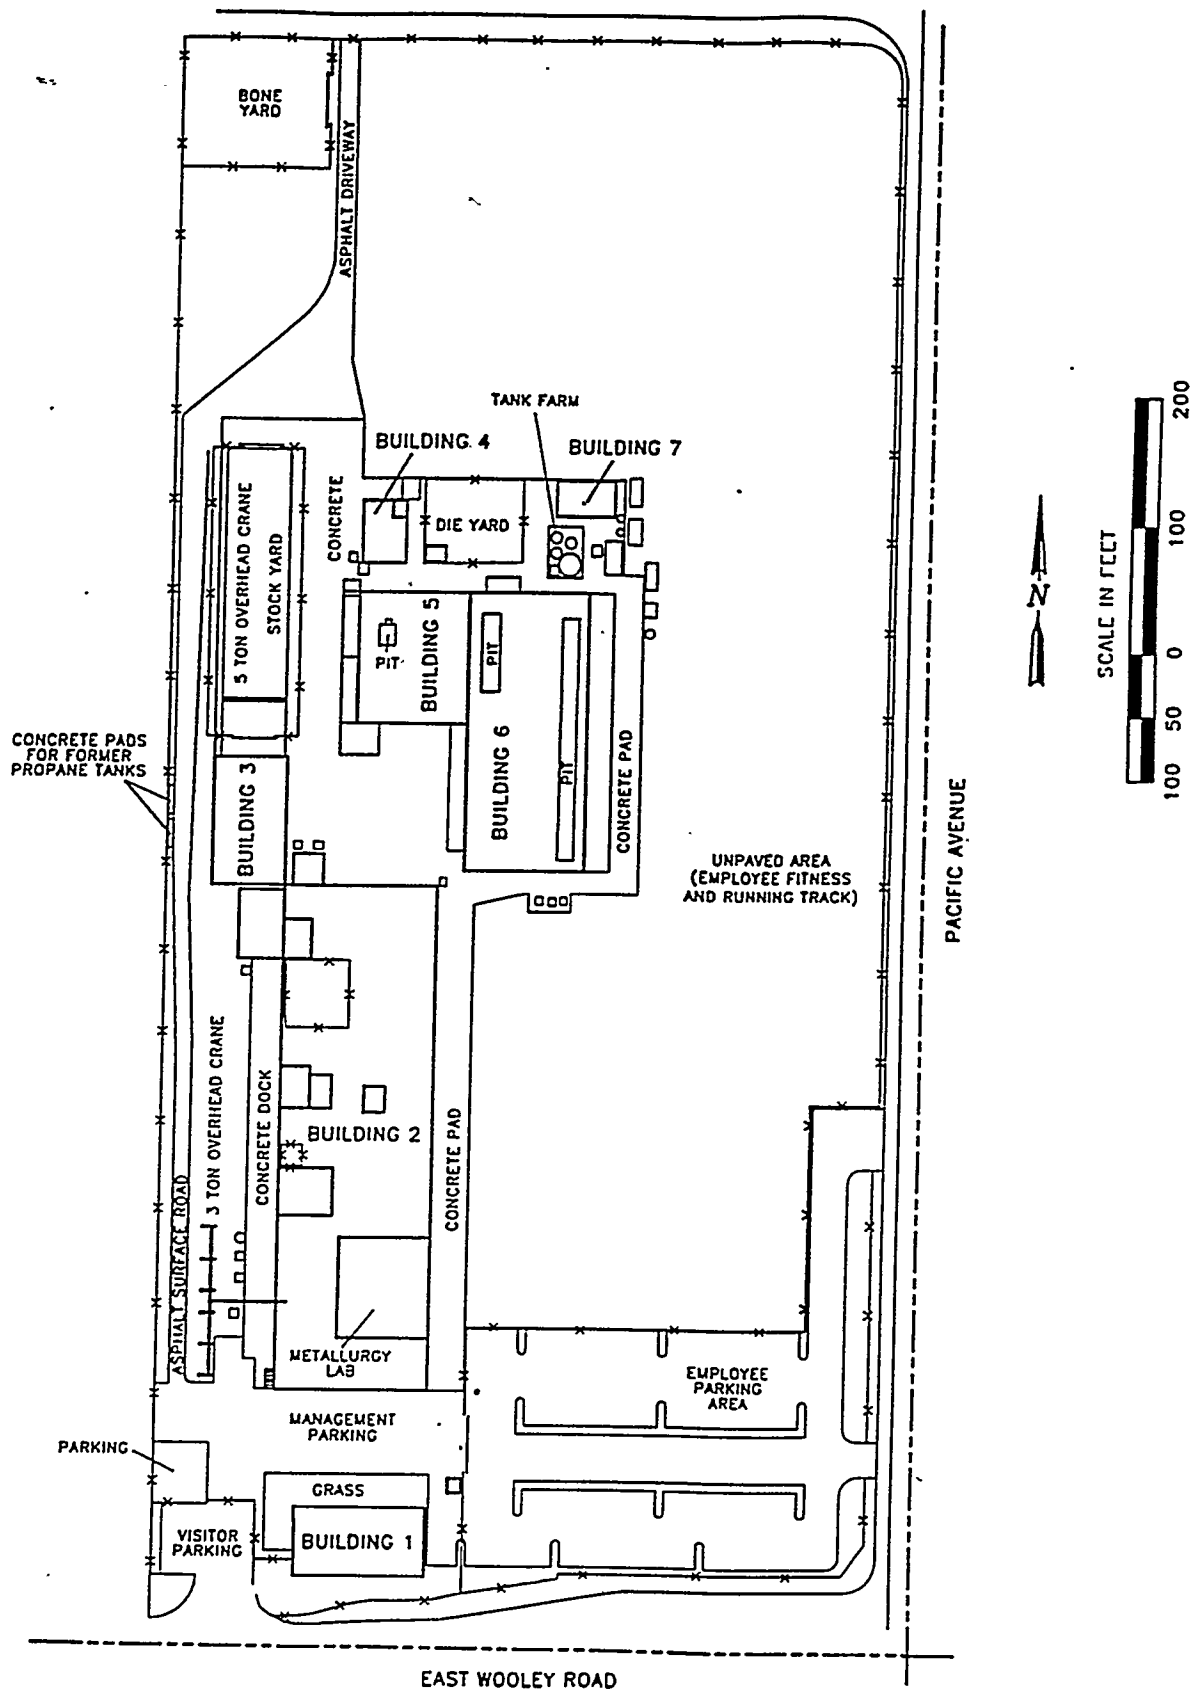 BONE
YARD
ASPHALT DRIVEWAY
TANK FARM
BUILDING 4
BUILDING 7
CONCRETE
DIE YARD
5 TON OVERHEAD CRANE
STOCK YARD
PIT
BUILDING 5
PIT
BUILDING 6
PIT
CONCRETE PAD
CONCRETE PADS
FOR FORMER
PROPANE TANKS
BUILDING 3
UNPAVED AREA
(EMPLOYEE FITNESS
AND RUNNING TRACK)
PACIFIC AVENUE
N
SCALE IN FEET
200
100
0
50
100
3 TON OVERHEAD CRANE
CONCRETE DOCK
BUILDING 2
CONCRETE PAD
ASPHALT SURFACE ROAD
METALLURGY
LAB
EMPLOYEE
PARKING
AREA
MANAGEMENT
PARKING
PARKING
GRASS
VISITOR
PARKING
BUILDING 1
EAST WOOLEY ROAD